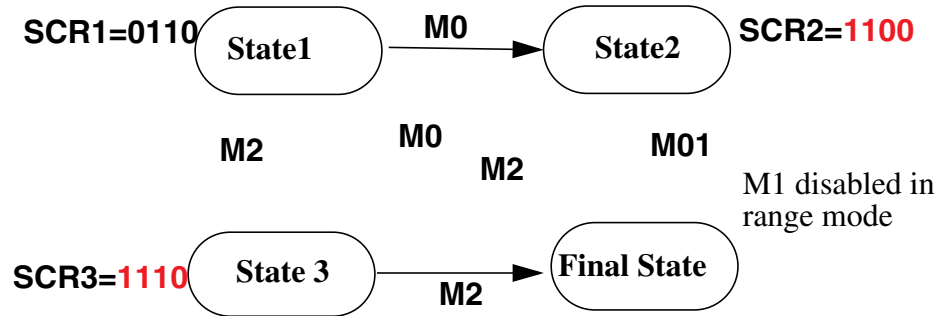 SCR1=0110
State1
M0
State2
SCR2=1100
M2
M0
M2
M01
M1 disabled in
range mode
SCR3=1110
State 3
M2
Final State